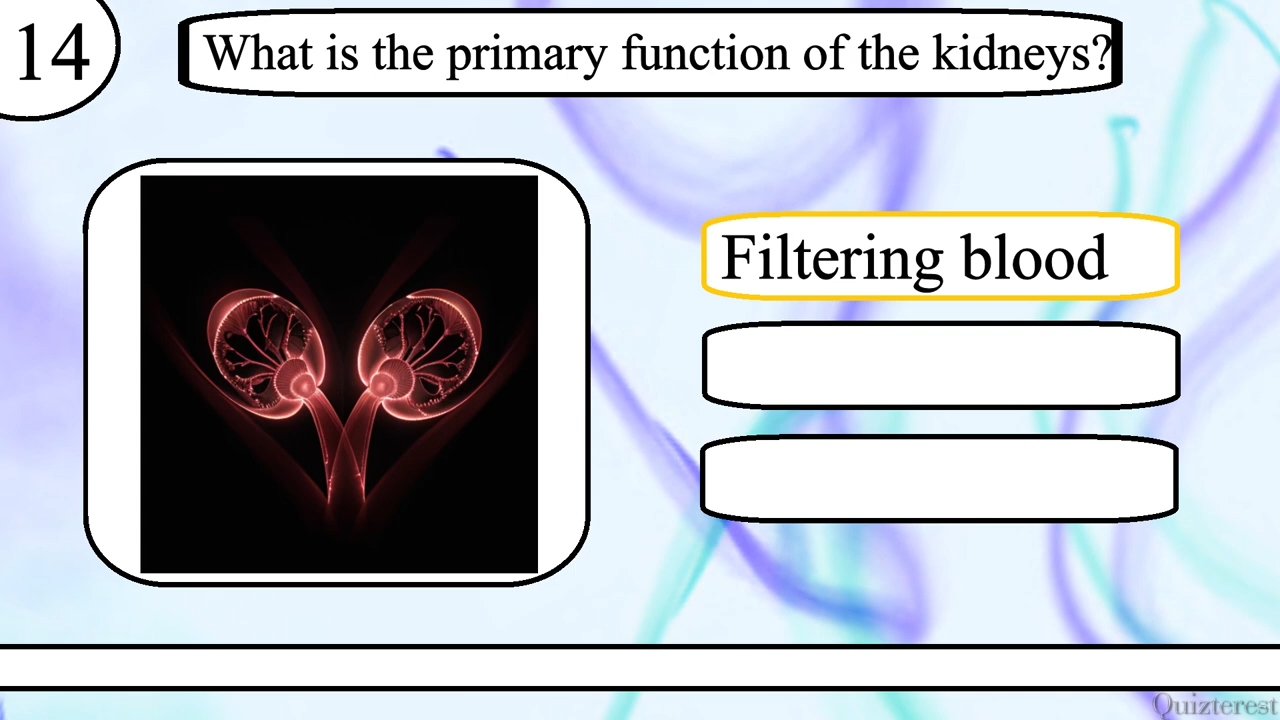 14
What is the primary function of the kidneys?
Filtering blood
Quizterest